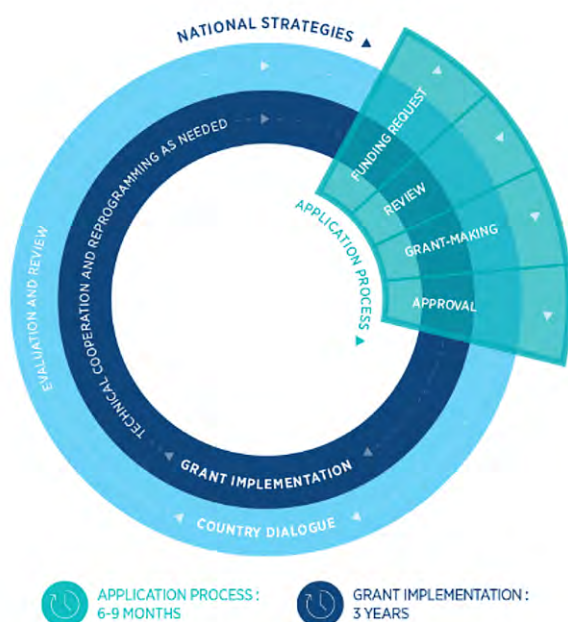 NATIONAL STRATEGIES
FUNDING REQUEST
REVIEW
GRANT-MAKING
APPROVAL
APPLICATION PROCESS
EVALUATION AND REVIEW
TECHNICAL COOPERATION AND REPROGRAMMING AS NEEDED
GRANT IMPLEMENTATION
COUNTRY DIALOGUE
APPLICATION PROCESS :
6-9 MONTHS
GRANT IMPLEMENTATION :
3 YEARS